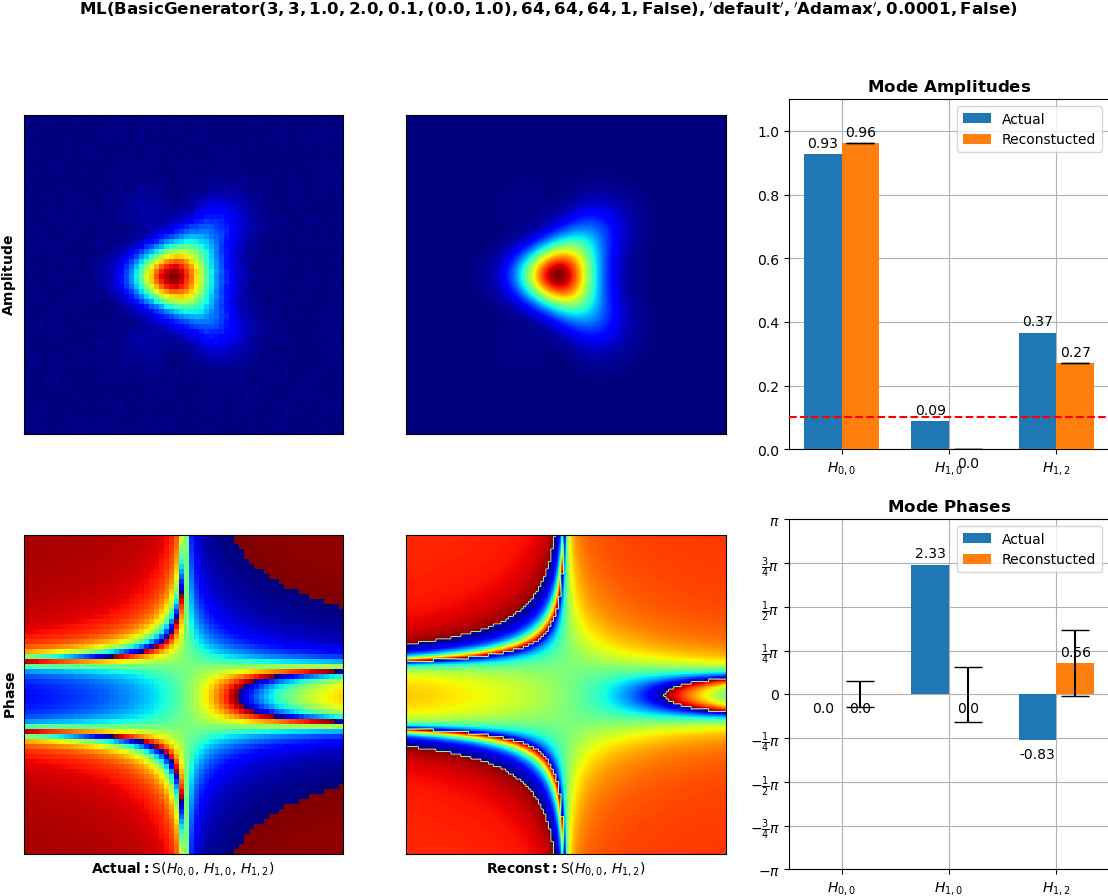 ML(BasicGenerator(3, 3, 1.0, 2.0, 0.1, (0.0, 1.0), 64, 64, 64, 1, False), ′default′, ′Adamax′, 0.0001, False)
Amplitude
Mode Amplitudes
Actual
Reconstucted
1.0
0.8
0.6
0.4
0.2
0.0
0.93
0.96
0.09
0.0
0.37
0.27
H0,0
H1,0
H1,2
Phase
Actual: S(H0,0, H1,0, H1,2)
Reconst: S(H0,0, H1,2)
Mode Phases
Actual
Reconstucted
π
3/4π
1/2π
1/4π
0
−1/4π
−1/2π
−3/4π
−π
0.0
0.0
2.33
0.0
-0.83
0.56
H0,0
H1,0
H1,2